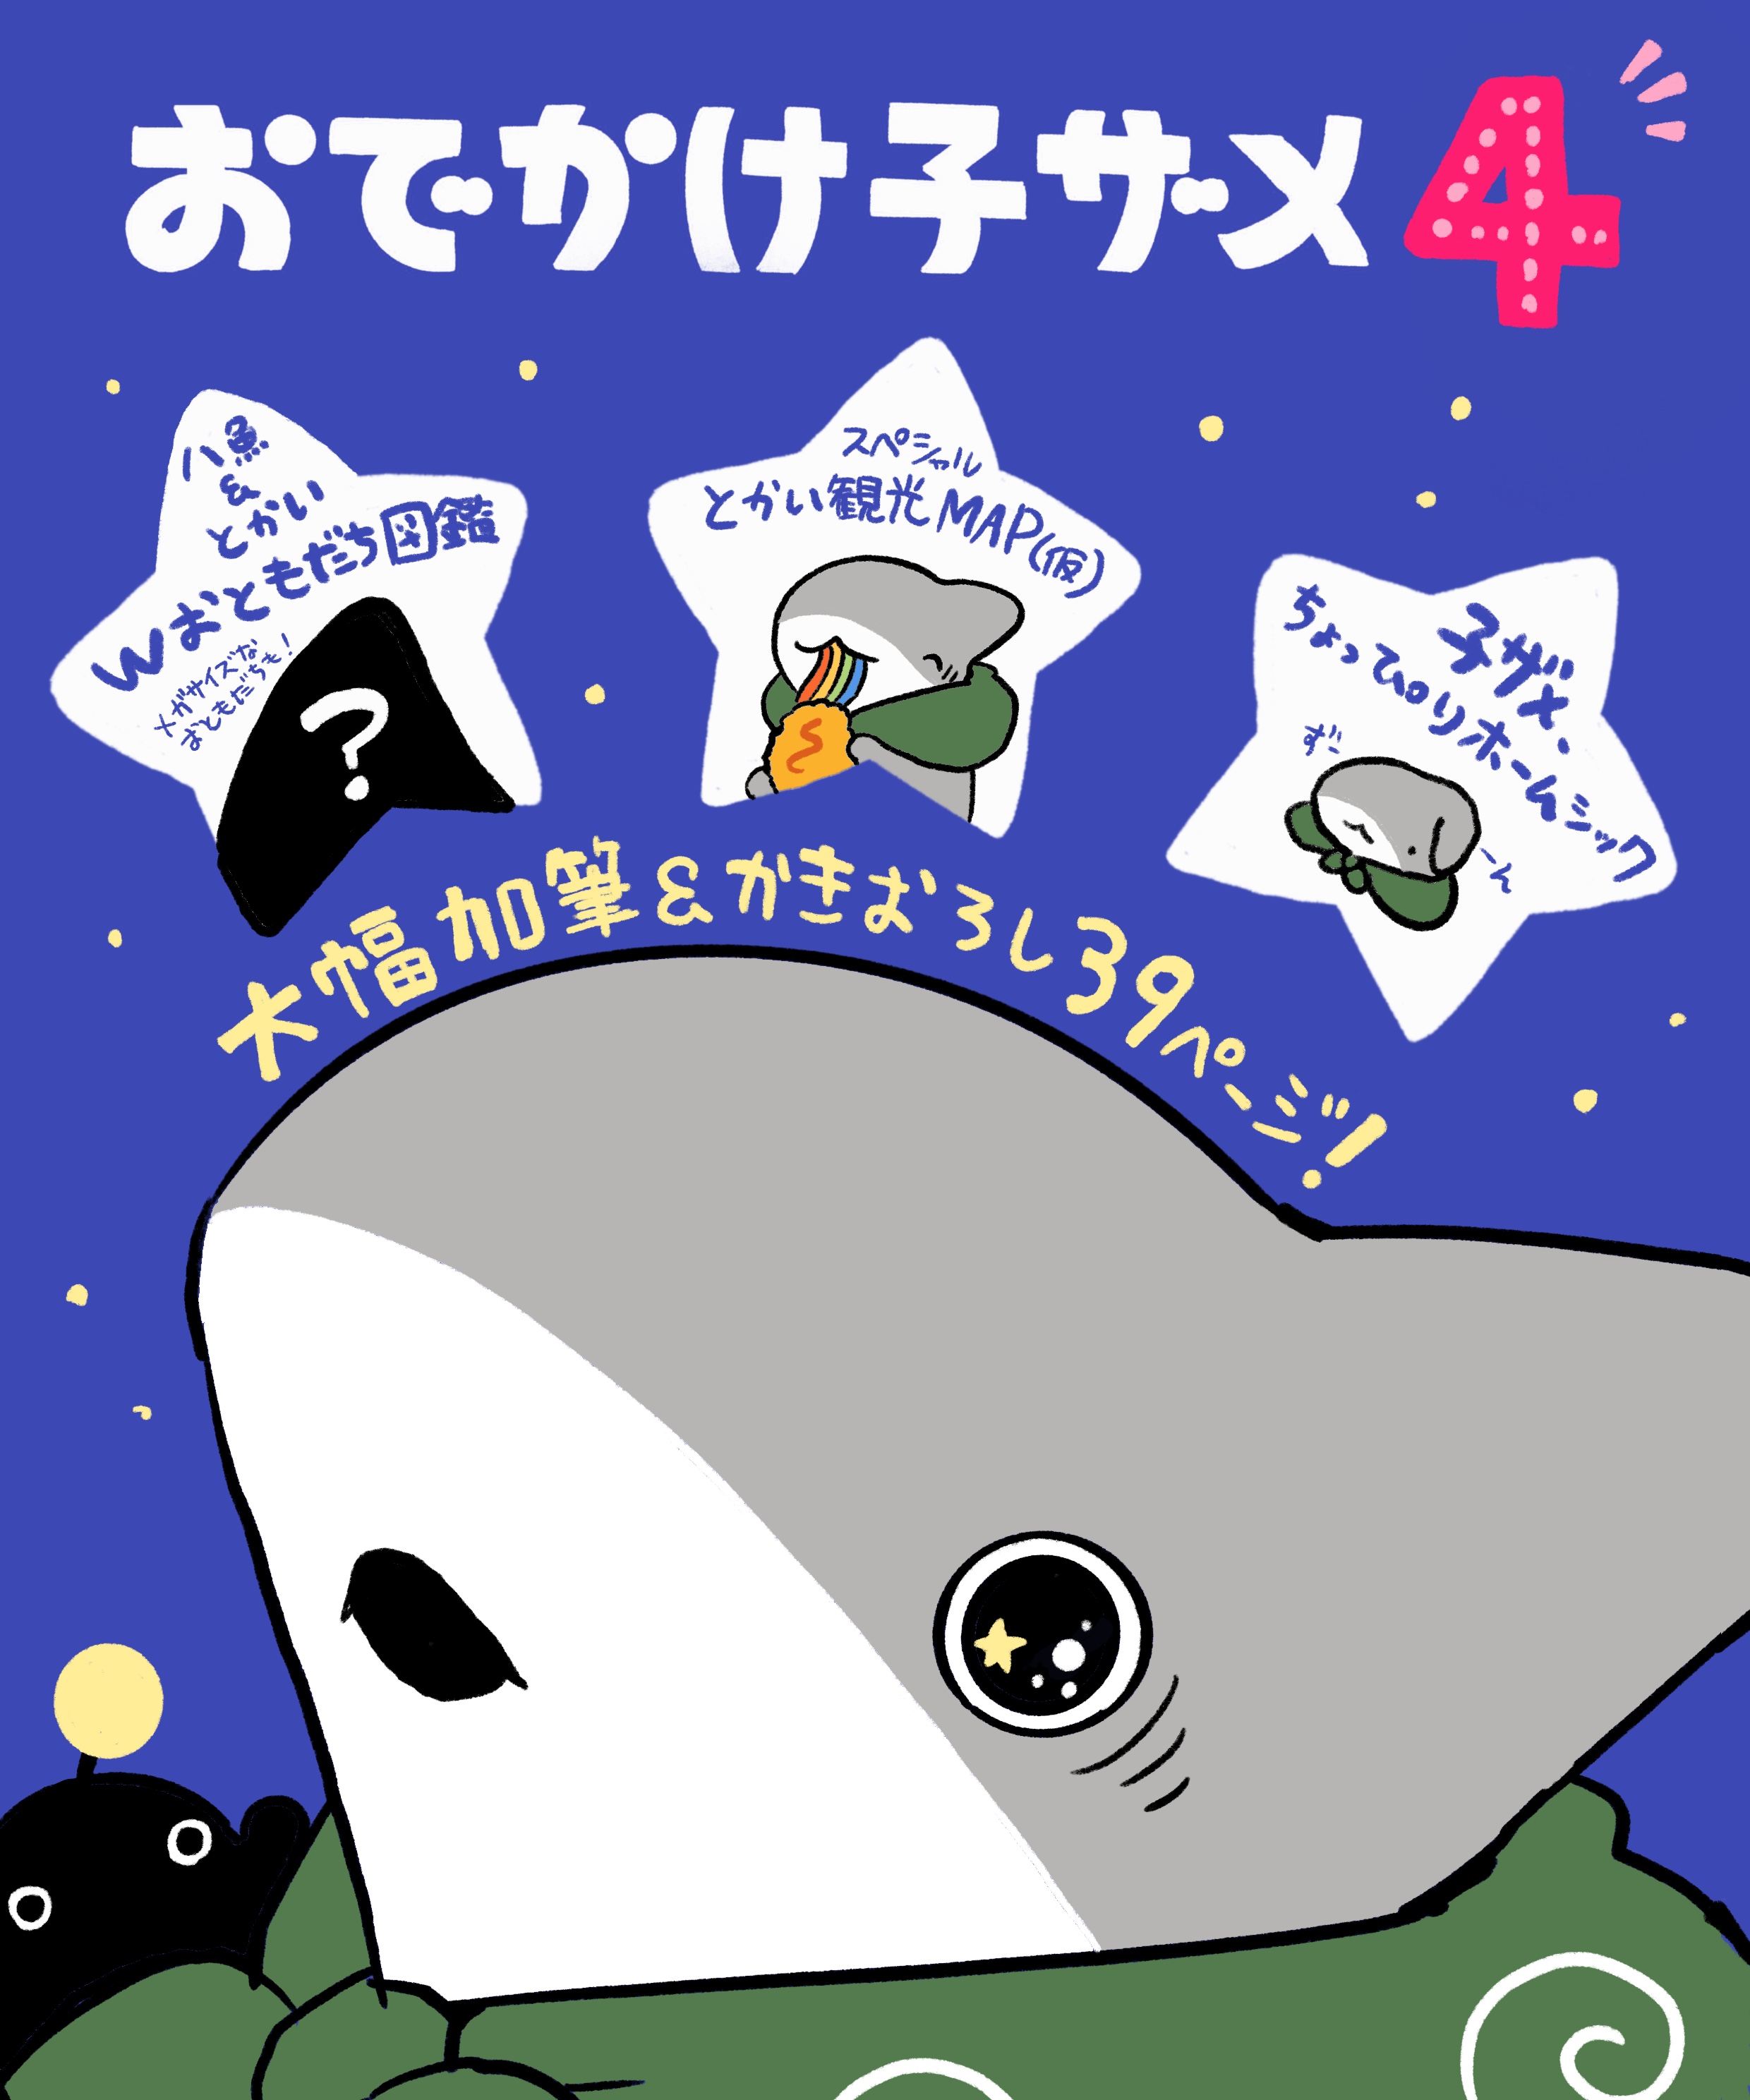 おでかけ子ザメ4
人魚
&
とかい
Wおともだち図鑑
メガサイズな
おともだちも!
スペシャル
とかい観光MAP(仮)
子ザメ、
ちょっぴりホームシック
ずご
ん
大幅加筆&かきおろし39ページ!